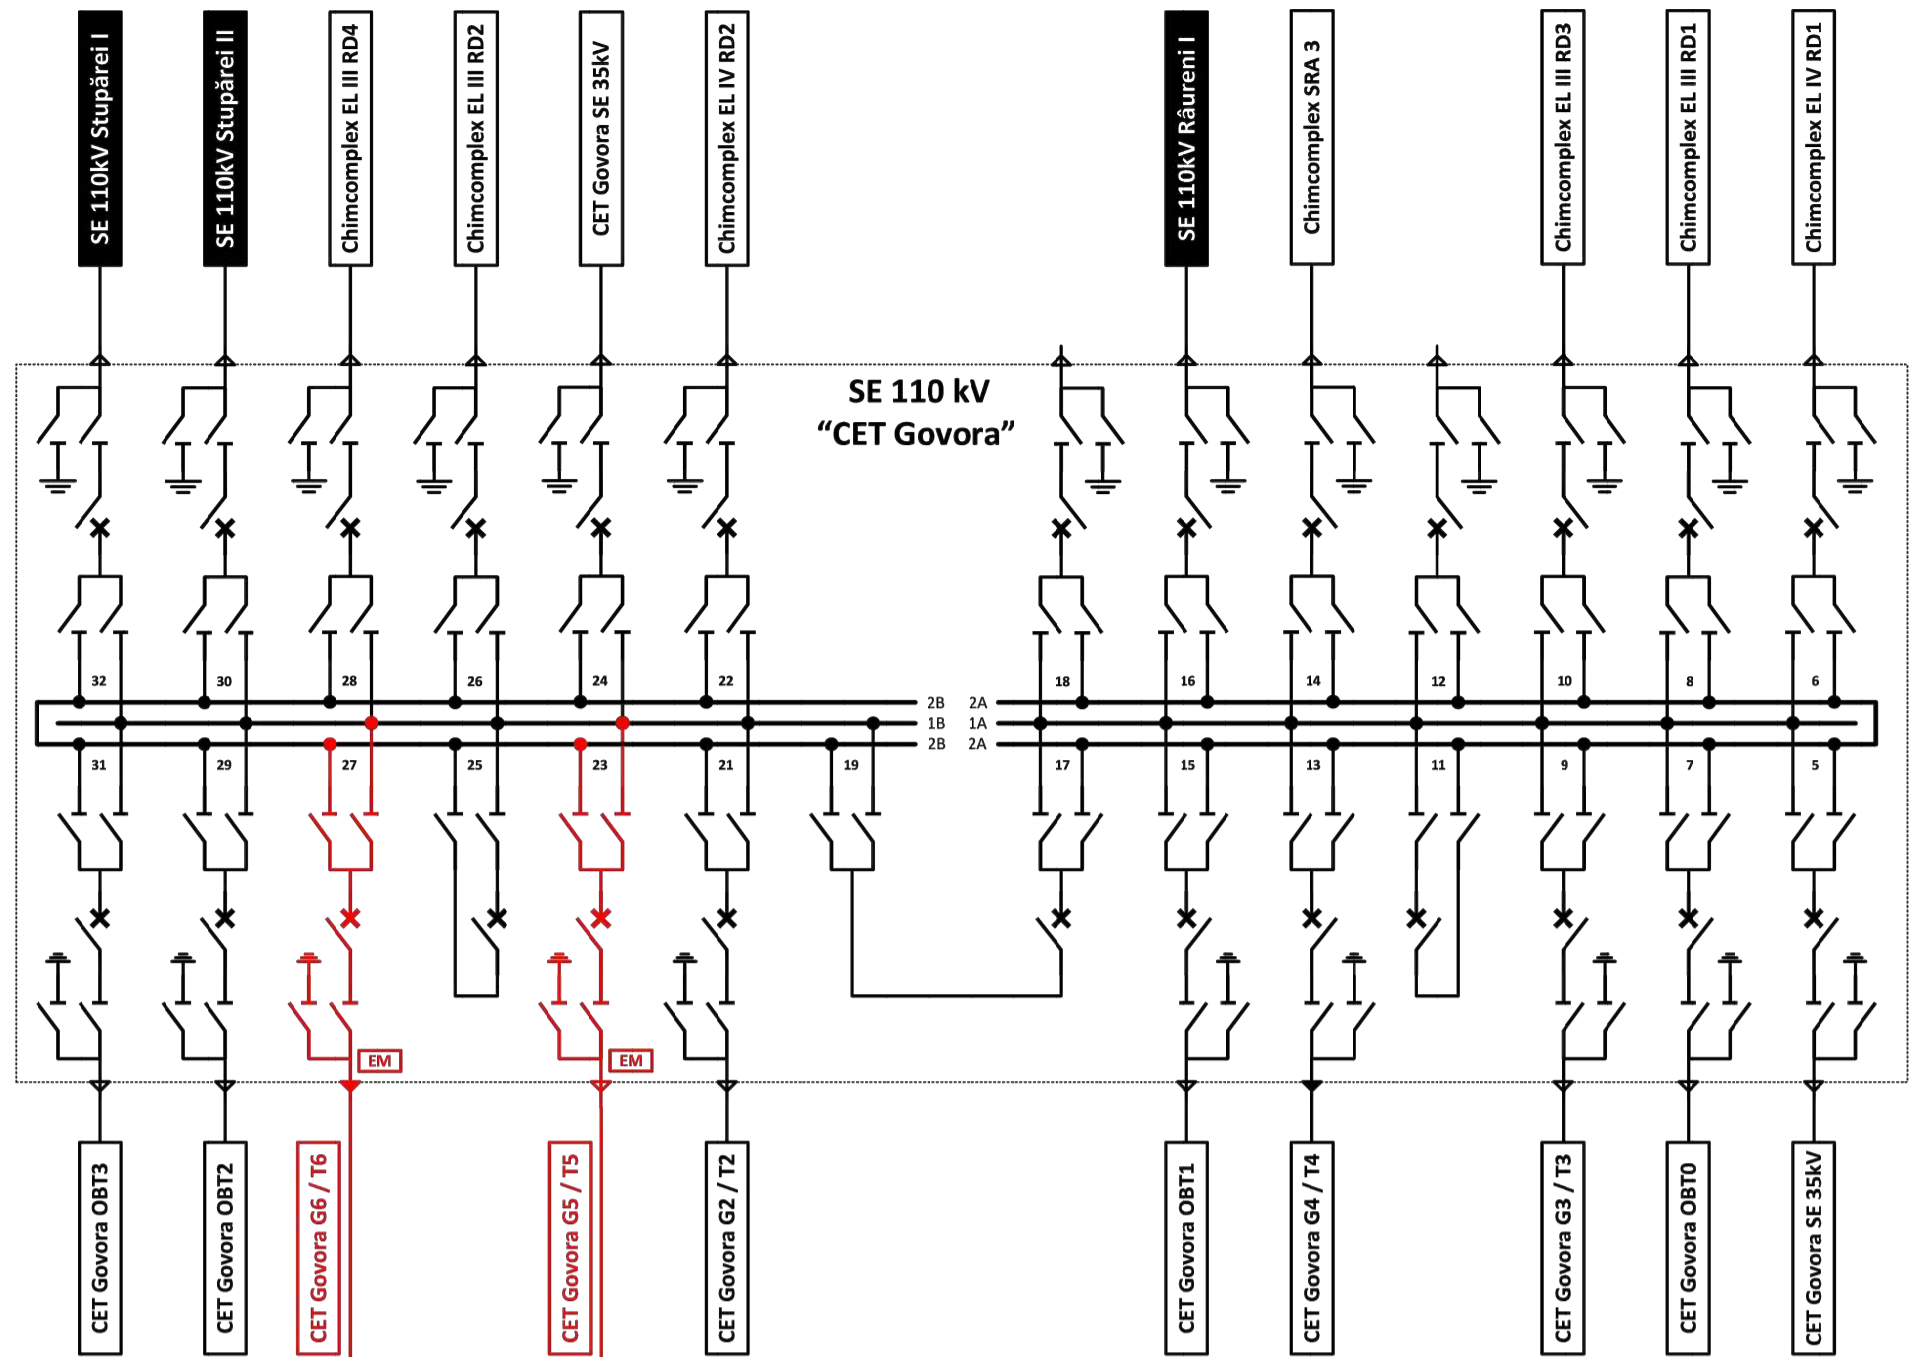 SE 110kV Stupărei I
SE 110kV Stupărei II
Chimcomplex EL III RD4
Chimcomplex EL III RD2
CET Govora SE 35kV
Chimcomplex EL IV RD2
SE 110kV Râureni I
Chimcomplex SRA 3
Chimcomplex EL III RD3
Chimcomplex EL III RD1
Chimcomplex EL IV RD1
SE 110 kV
“CET Govora”
32
30
28
26
24
22
18
16
14
12
10
8
6
2B
2A
1B
1A
2B
2A
31
29
27
25
23
21
19
17
15
13
11
9
7
5
EM
EM
CET Govora OBT3
CET Govora OBT2
CET Govora G6 / T6
CET Govora G5 / T5
CET Govora G2 / T2
CET Govora OBT1
CET Govora G4 / T4
CET Govora G3 / T3
CET Govora OBT0
CET Govora SE 35kV